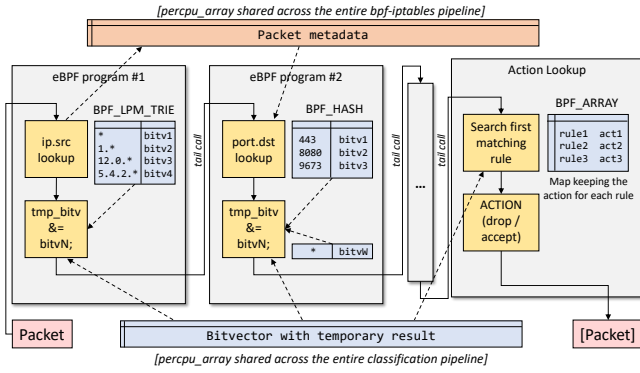 [percpu_array shared across the entire bpf-iptables pipeline]
Packet metadata
eBPF program #1
BPF_LPM_TRIE
ip.src
lookup
* bitv1
1.* bitv2
12.0.* bitv3
5.4.2.* bitv4
tmp_bitv
&=
bitvN;
tail call
eBPF program #2
BPF_HASH
port.dst
lookup
443 bitv1
8080 bitv2
9673 bitv3
tmp_bitv
&=
bitvN;
* bitvW
tail call
...
tail call
Action Lookup
BPF_ARRAY
Search first
matching
rule
rule1 act1
rule2 act2
rule3 act3
Map keeping the
action for each rule
ACTION
(drop /
accept)
Packet
Bitvector with temporary result
[Packet]
[percpu_array shared across the entire classification pipeline]